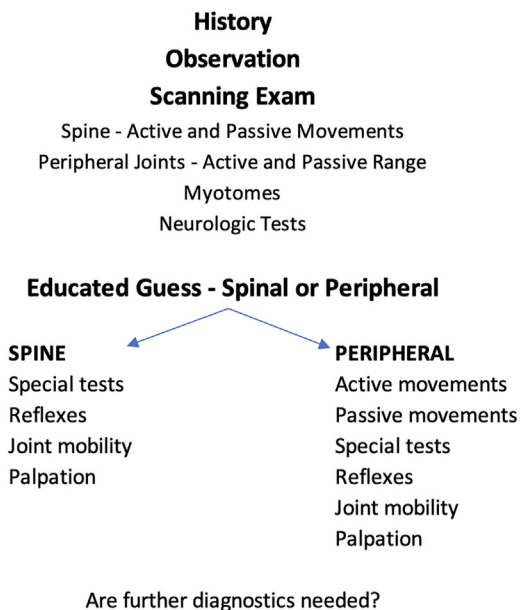 History
Observation
Scanning Exam
Spine - Active and Passive Movements
Peripheral Joints - Active and Passive Range
Myotomes
Neurologic Tests
Educated Guess - Spinal or Peripheral
SPINE
Special tests
Reflexes
Joint mobility
Palpation
PERIPHERAL
Active movements
Passive movements
Special tests
Reflexes
Joint mobility
Palpation
Are further diagnostics needed?